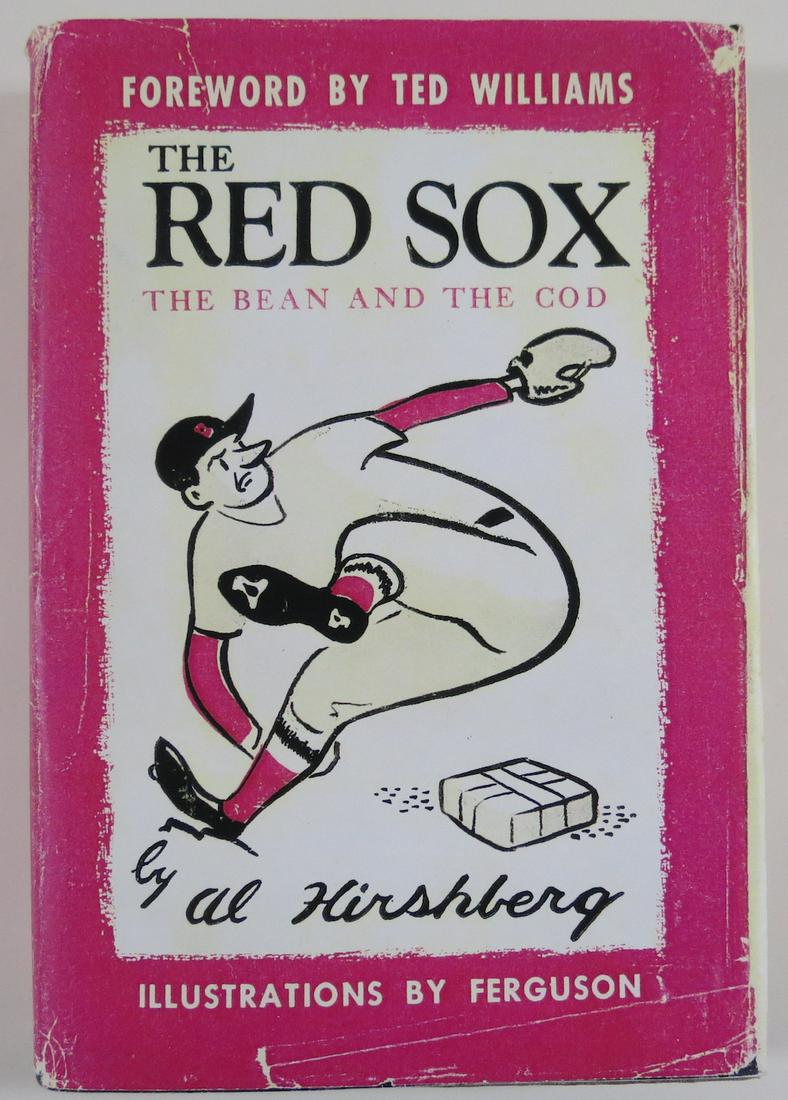 FOREWORD BY TED WILLIAMS
THE
RED SOX
THE BEAN AND THE COD
B
by
Al Hirshberg
ILLUSTRATIONS BY FERGUSON